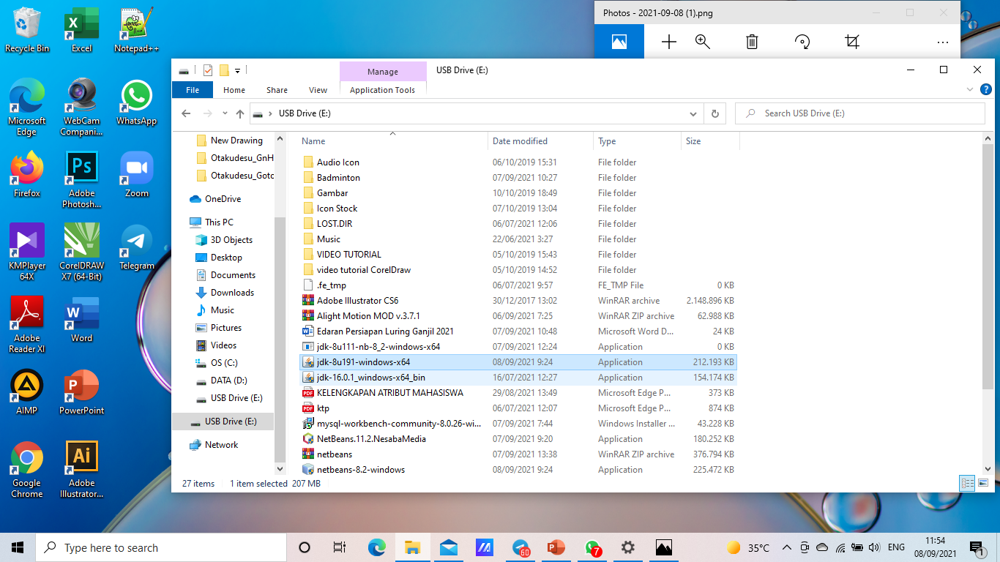 Recycle Bin
Excel
Notepad++
Microsoft Edge
WebCam Compani...
WhatsApp
Firefox
Adobe Photosh...
Zoom
KMPlayer 64X
CorelDRAW X7 (64-Bit)
Telegram
Adobe Reader XI
Word
AIMP
PowerPoint
Google Chrome
Adobe Illustrator...
Photos - 2021-09-08 (1).png
Manage
USB Drive (E:)
File
Home
Share
View
Application Tools
USB Drive (E:)
Search USB Drive (E:)
New Drawing
Otakudesu_GnH
Otakudesu_Goto
OneDrive
This PC
3D Objects
Desktop
Documents
Downloads
Music
Pictures
Videos
OS (C:)
DATA (D:)
USB Drive (E:)
USB Drive (E:)
Network
Name Date modified Type Size
Audio Icon 06/10/2019 15:31 File folder
Badminton 07/09/2021 10:27 File folder
Gambar 10/10/2019 18:49 File folder
Icon Stock 07/10/2019 13:04 File folder
LOST.DIR 06/07/2021 12:06 File folder
Music 22/06/2021 3:27 File folder
VIDEO TUTORIAL 05/10/2019 15:43 File folder
video tutorial CorelDraw 05/10/2019 14:52 File folder
.fe_tmp 06/07/2021 9:57 FE_TMP File 0 KB
Adobe Illustrator CS6 30/12/2017 13:02 WinRAR archive 2.148.896 KB
Alight Motion MOD v.3.7.1 06/09/2021 7:25 WinRAR ZIP archive 62.988 KB
Edaran Persiapan Luring Ganjil 2021 07/09/2021 10:48 Microsoft Word D... 24 KB
jdk-8u111-nb-8_2-windows-x64 07/09/2021 12:24 Application 0 KB
jdk-8u191-windows-x64 08/09/2021 9:24 Application 212.193 KB
jdk-16.0.1_windows-x64_bin 16/07/2021 12:27 Application 154.174 KB
KELENGKAPAN ATRIBUT MAHASISWA 29/08/2021 13:49 Microsoft Edge P... 373 KB
ktp 06/07/2021 12:07 Microsoft Edge P... 874 KB
mysql-workbench-community-8.0.26-wi... 07/09/2021 7:44 Windows Installer ... 43.228 KB
NetBeans.11.2.NesabaMedia 07/09/2021 9:20 Application 180.252 KB
netbeans 07/09/2021 13:38 WinRAR ZIP archive 376.794 KB
netbeans-8.2-windows 08/09/2021 9:24 Application 225.472 KB
27 items 1 item selected 207 MB
Type here to search
60
7
35°C
ENG
11:54
08/09/2021
1